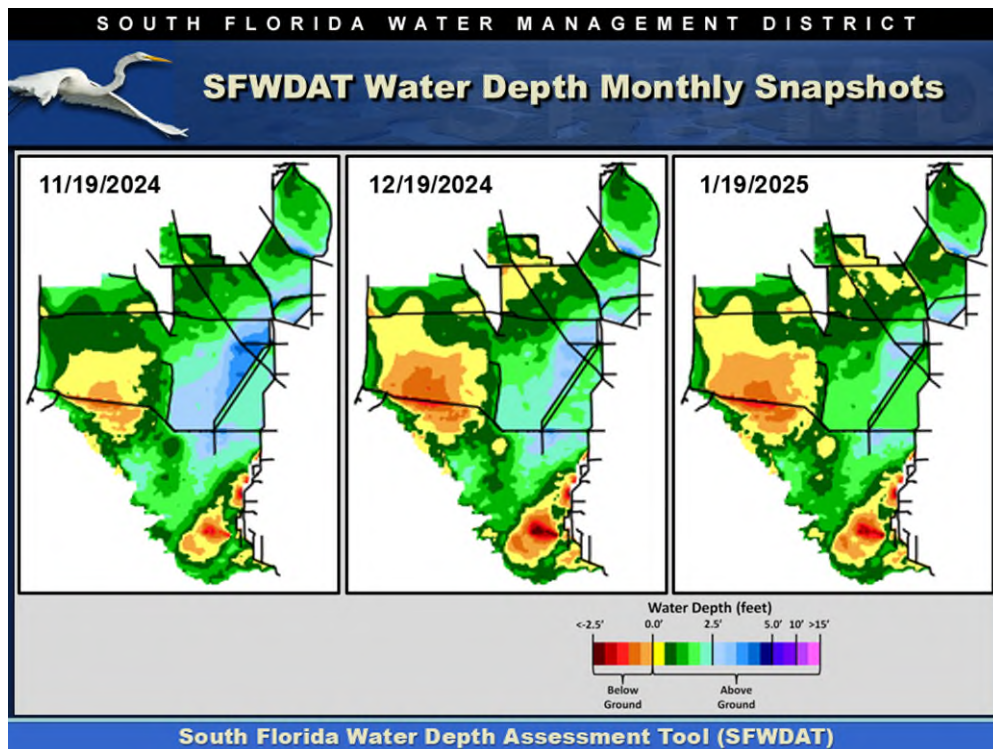 SOUTH FLORIDA WATER MANAGEMENT DISTRICT
SFWDAT Water Depth Monthly Snapshots
SFWMD
11/19/2024
12/19/2024
1/19/2025
Water Depth (feet)
<-2.5' 0.0' 2.5' 5.0' 10' >15'
Below Ground
Above Ground
South Florida Water Depth Assessment Tool (SFWDAT)